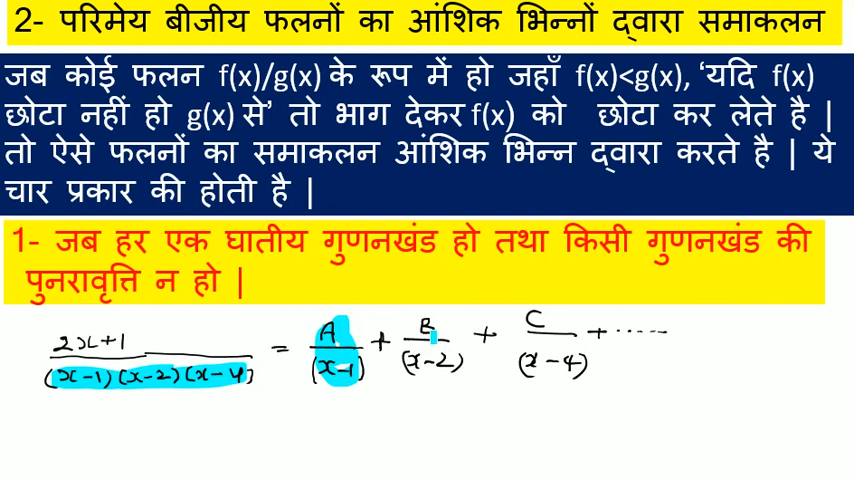 2- परिमेय बीजीय फलनों का आंशिक भिन्नों द्वारा समाकलन
जब कोई फलन f(x)/g(x) के रूप में हो जहाँ f(x)<g(x), ‘यदि f(x)
छोटा नहीं हो g(x) से’ तो भाग देकर f(x) को छोटा कर लेते है |
तो ऐसे फलनों का समाकलन आंशिक भिन्न द्वारा करते है | ये
चार प्रकार की होती है |
1- जब हर एक घातीय गुणनखंड हो तथा किसी गुणनखंड की
पुनरावृत्ति न हो |
2x+1 / (x-1)(x-2)(x-4) = A/(x-1) + B/(x-2) + C/(x-4) + ......